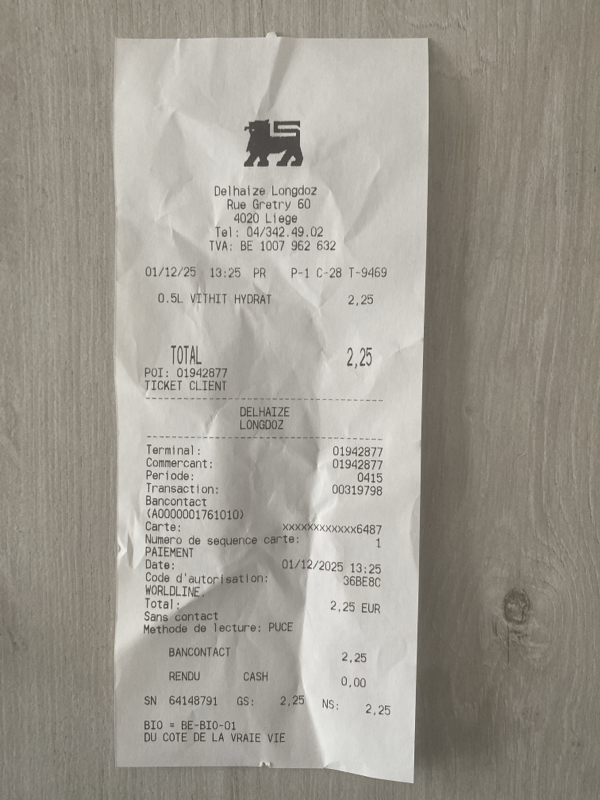 Delhaize Longdoz
Rue Gretry 60
4020 Liege
Tel: 04/342.49.02
TVA: BE 1007 962 632
01/12/25 13:25 PR P-1 C-28 T-9469
0.5L VITHIT HYDRAT 2,25
TOTAL 2,25
POI: 01942877
TICKET CLIENT
--------------------------------
DELHAIZE
LONGDOZ
--------------------------------
Terminal: 01942877
Commercant: 01942877
Periode: 0415
Transaction: 00319798
Bancontact
(A0000001761010)
Carte: xxxxxxxxxxxx6487
Numero de sequence carte: 1
PAIEMENT
Date: 01/12/2025 13:25
Code d'autorisation: 36BE8C
WORLDLINE.
Total: 2,25 EUR
Sans contact
Methode de lecture: PUCE
BANCONTACT 2,25
RENDU CASH 0,00
SN 64148791 GS: 2,25 NS: 2,25
BIO = BE-BIO-01
DU COTE DE LA VRAIE VIE